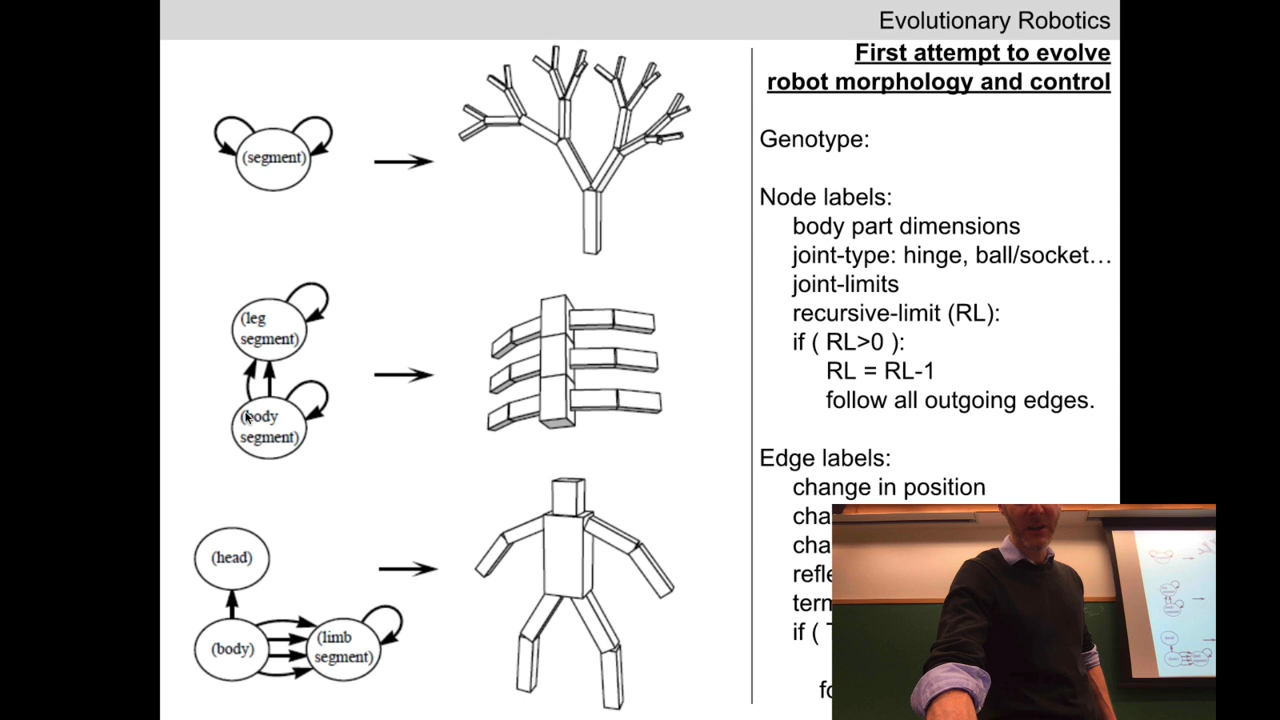 Evolutionary Robotics
First attempt to evolve
robot morphology and control
(segment)
(leg
segment)
(body
segment)
(head)
(body)
(limb
segment)
Genotype:
Node labels:
body part dimensions
joint-type: hinge, ball/socket…
joint-limits
recursive-limit (RL):
if ( RL>0 ):
RL = RL-1
follow all outgoing edges.
Edge labels:
change in position
if (